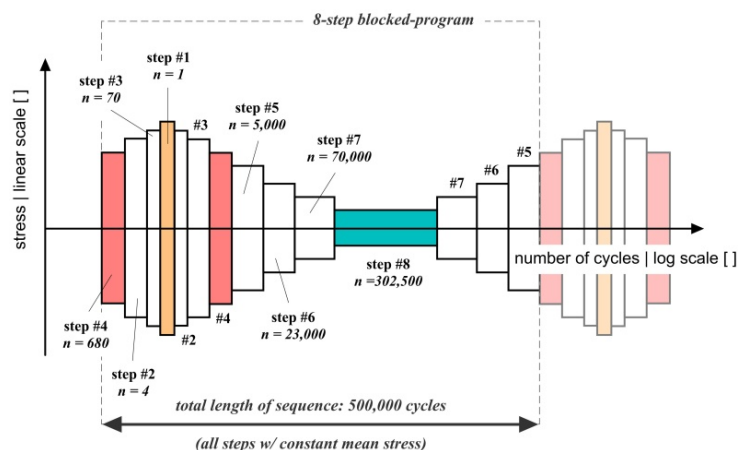 8-step blocked-program
step #1
n = 1
step #3
n = 70
step #5
n = 5,000
#3
step #7
n = 70,000
#5
#6
#7
stress | linear scale [ ]
number of cycles | log scale [ ]
step #8
n =302,500
step #6
n = 23,000
#4
step #4
n = 680
#2
step #2
n = 4
total length of sequence: 500,000 cycles
(all steps w/ constant mean stress)